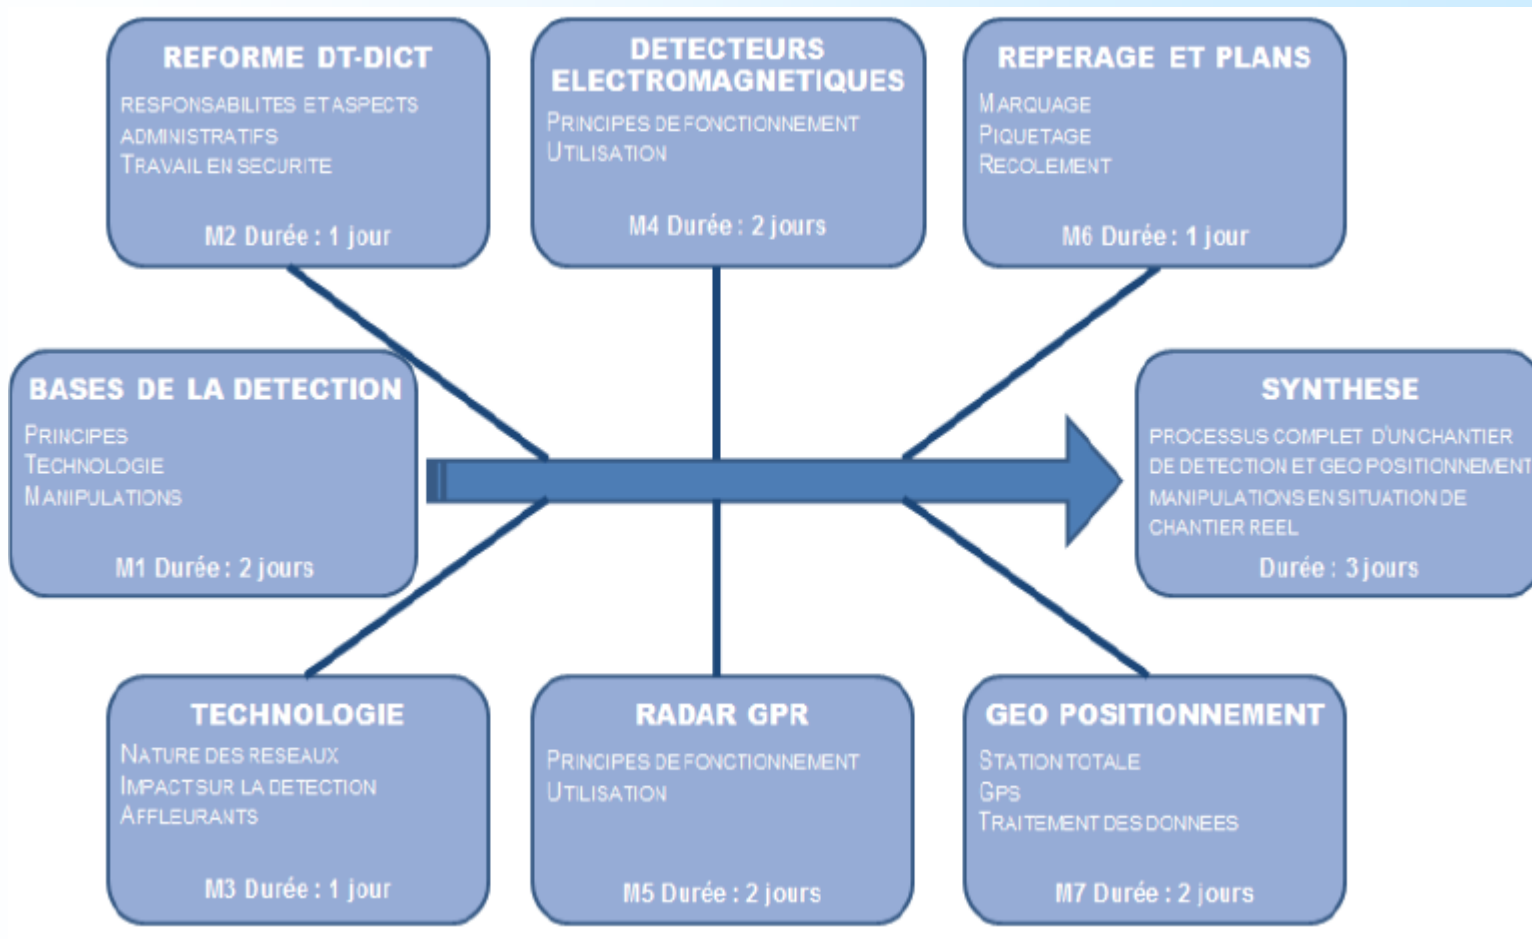 REFORME DT-DICT
RESPONSABILITES ET ASPECTS
ADMINISTRATIFS
TRAVAIL EN SECURITE
M2 Durée : 1 jour
DETECTEURS
ELECTROMAGNETIQUES
PRINCIPES DE FONCTIONNEMENT
UTILISATION
M4 Durée : 2 jours
REPERAGE ET PLANS
MARQUAGE
PIQUETAGE
RECOLEMENT
M6 Durée : 1 jour
BASES DE LA DETECTION
PRINCIPES
TECHNOLOGIE
MANIPULATIONS
M1 Durée : 2 jours
SYNTHESE
PROCESSUS COMPLET D'UN CHANTIER
DE DETECTION ET GEO POSITIONNEMENT
MANIPULATIONS EN SITUATION DE
CHANTIER REEL
Durée : 3 jours
TECHNOLOGIE
NATURE DES RESEAUX
IMPACT SUR LA DETECTION
AFFLEURANTS
M3 Durée : 1 jour
RADAR GPR
PRINCIPES DE FONCTIONNEMENT
UTILISATION
M5 Durée : 2 jours
GEO POSITIONNEMENT
STATION TOTALE
GPS
TRAITEMENT DES DONNEES
M7 Durée : 2 jours